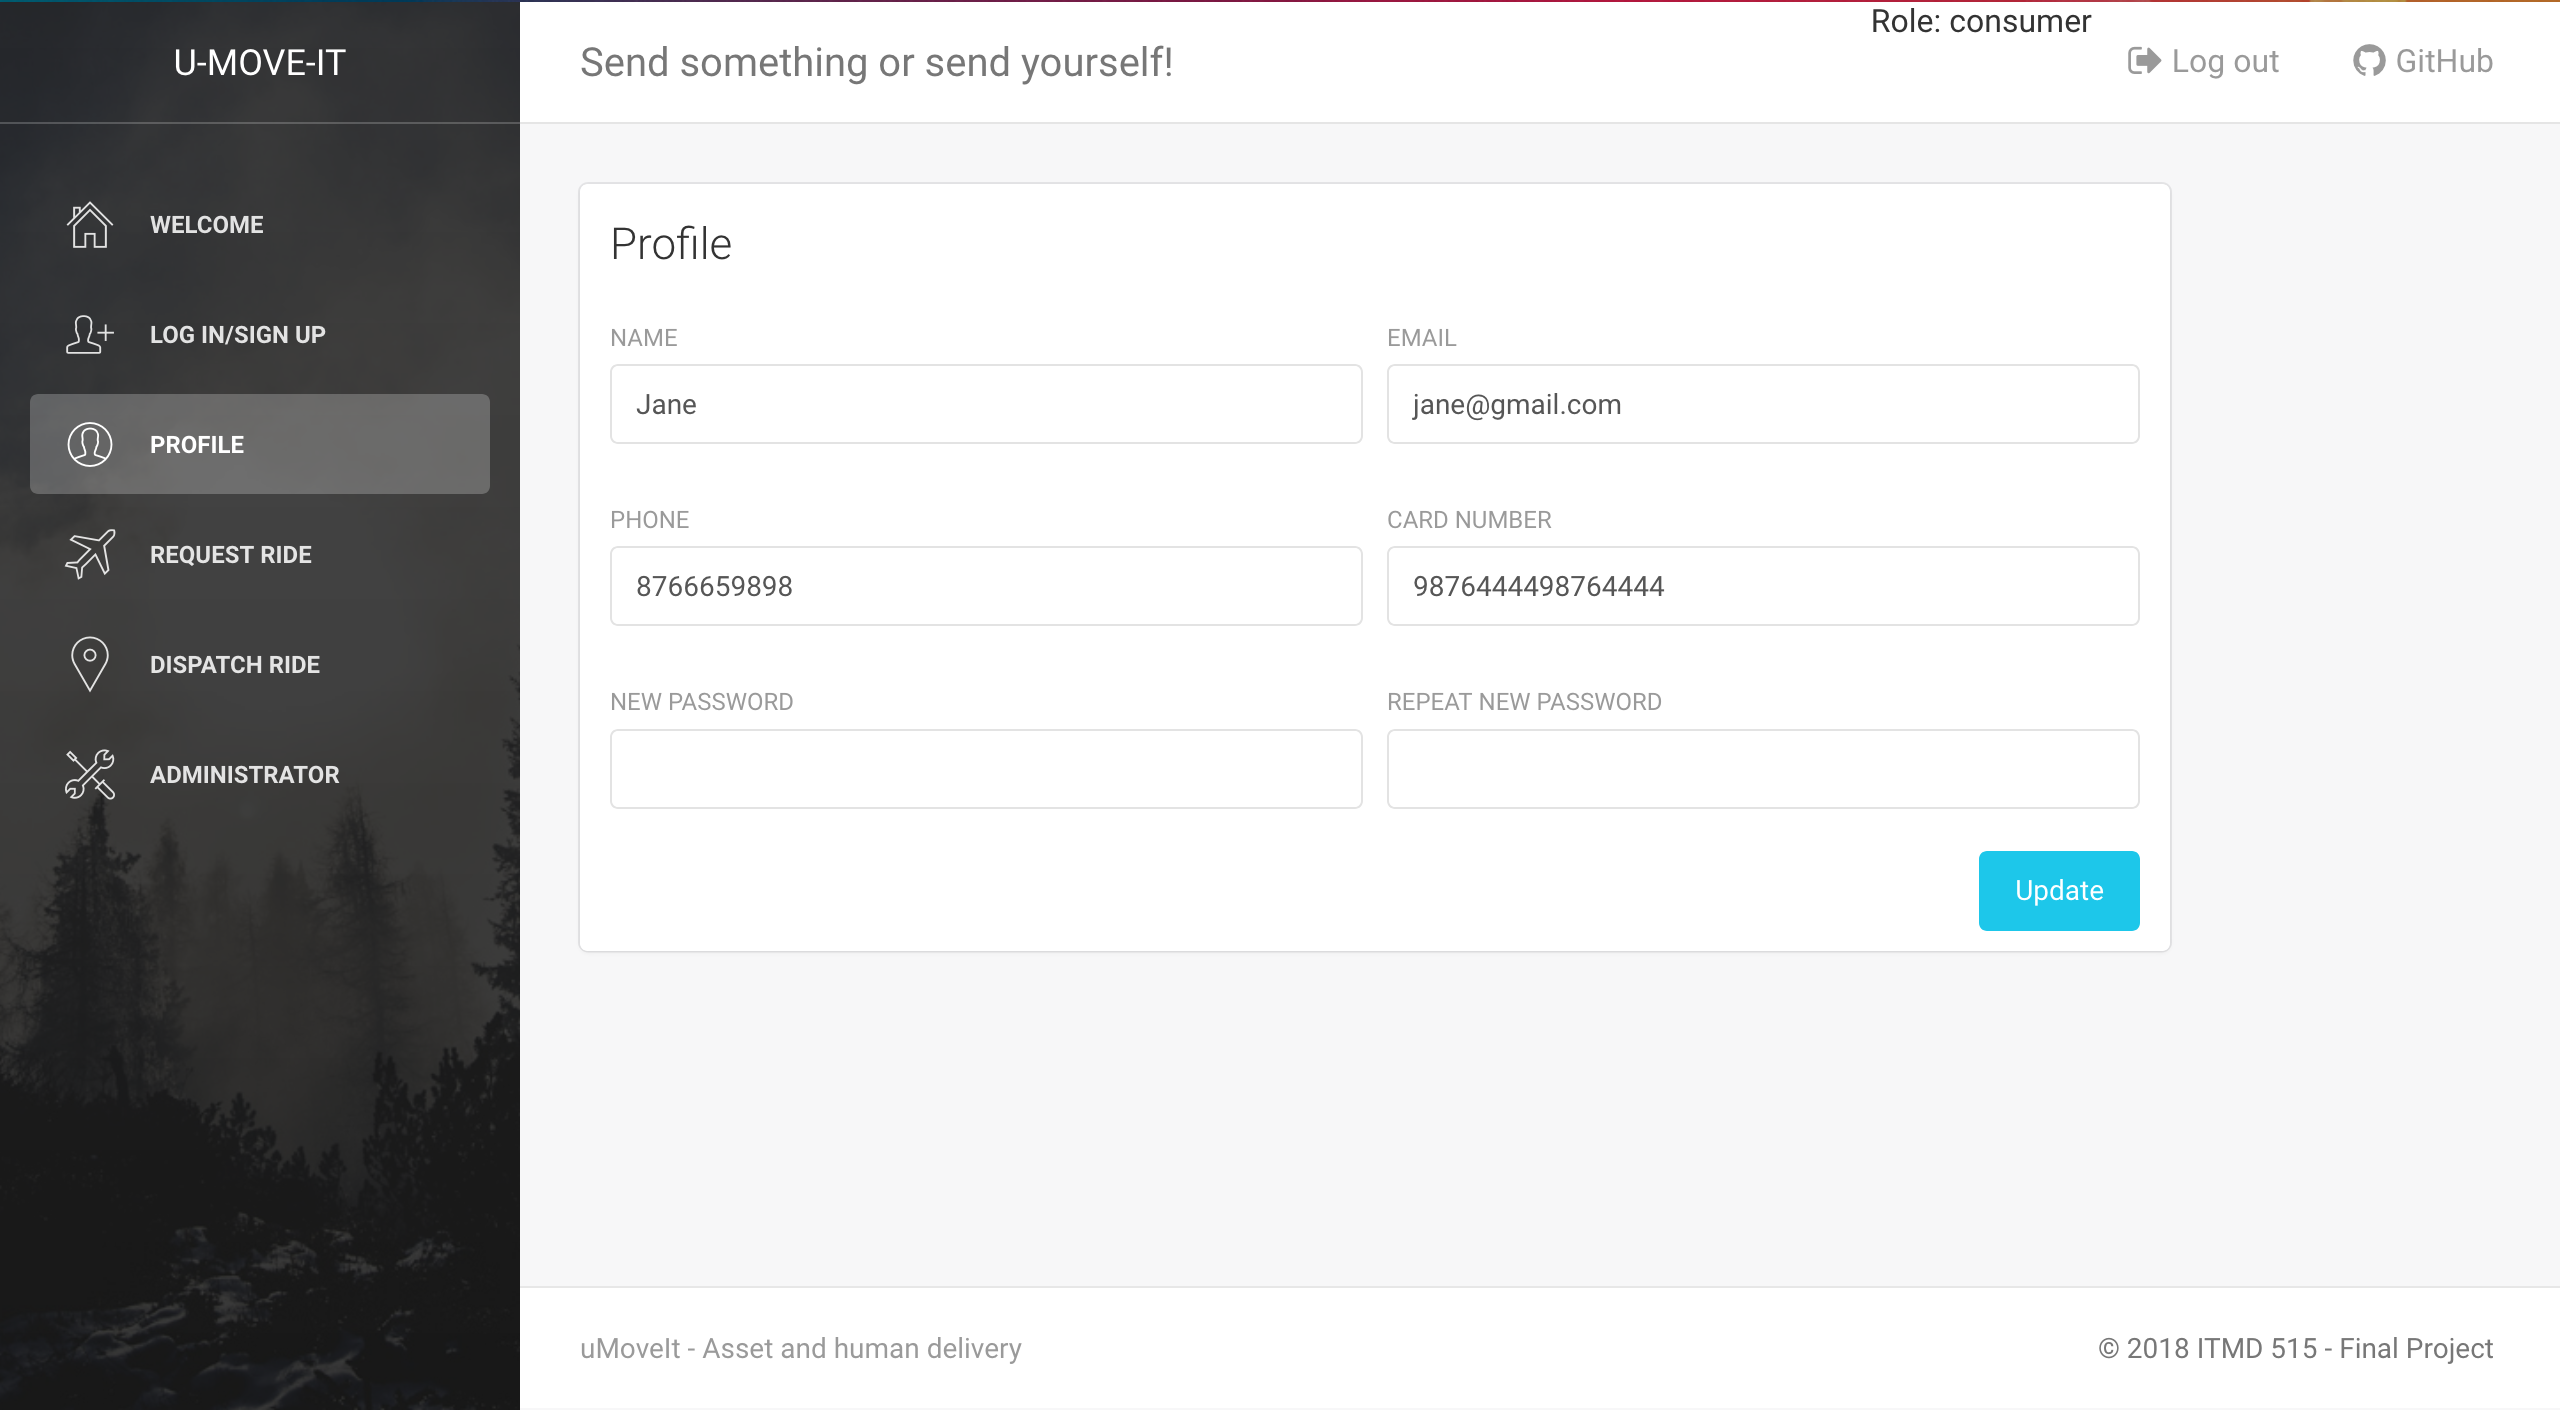 U-MOVE-IT
WELCOME
LOG IN/SIGN UP
PROFILE
REQUEST RIDE
DISPATCH RIDE
ADMINISTRATOR
Send something or send yourself!
Role: consumer
Log out
GitHub
Profile
NAME
EMAIL
Jane
jane@gmail.com
PHONE
CARD NUMBER
8766659898
9876444498764444
NEW PASSWORD
REPEAT NEW PASSWORD
Update
uMoveIt - Asset and human delivery
© 2018 ITMD 515 - Final Project